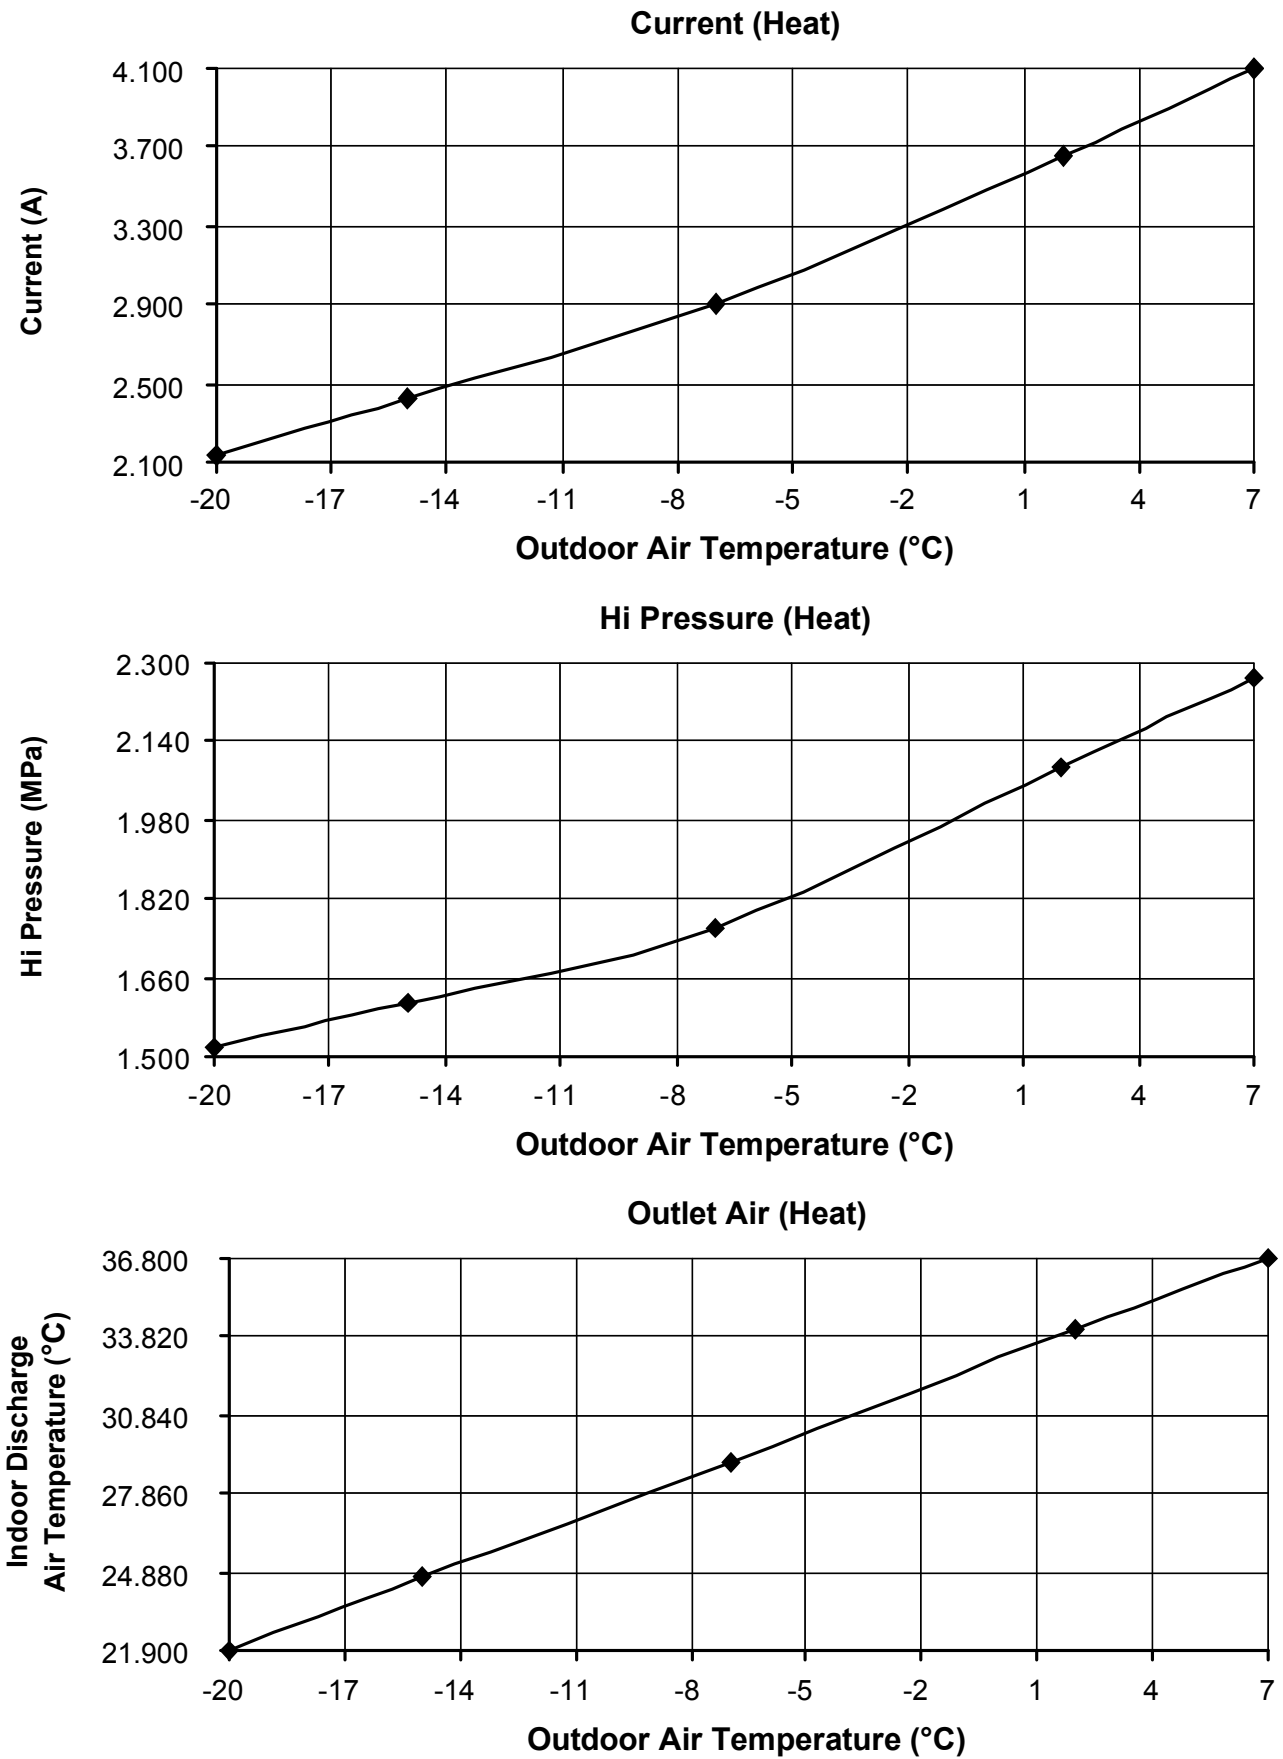 Current (Heat)
4.100
3.700
3.300
2.900
2.500
2.100
Current (A)
-20 -17 -14 -11 -8 -5 -2 1 4 7
Outdoor Air Temperature (°C)
Hi Pressure (Heat)
2.300
2.140
1.980
1.820
1.660
1.500
Hi Pressure (MPa)
-20 -17 -14 -11 -8 -5 -2 1 4 7
Outdoor Air Temperature (°C)
Outlet Air (Heat)
36.800
33.820
30.840
27.860
24.880
21.900
Indoor Discharge
Air Temperature (°C)
-20 -17 -14 -11 -8 -5 -2 1 4 7
Outdoor Air Temperature (°C)